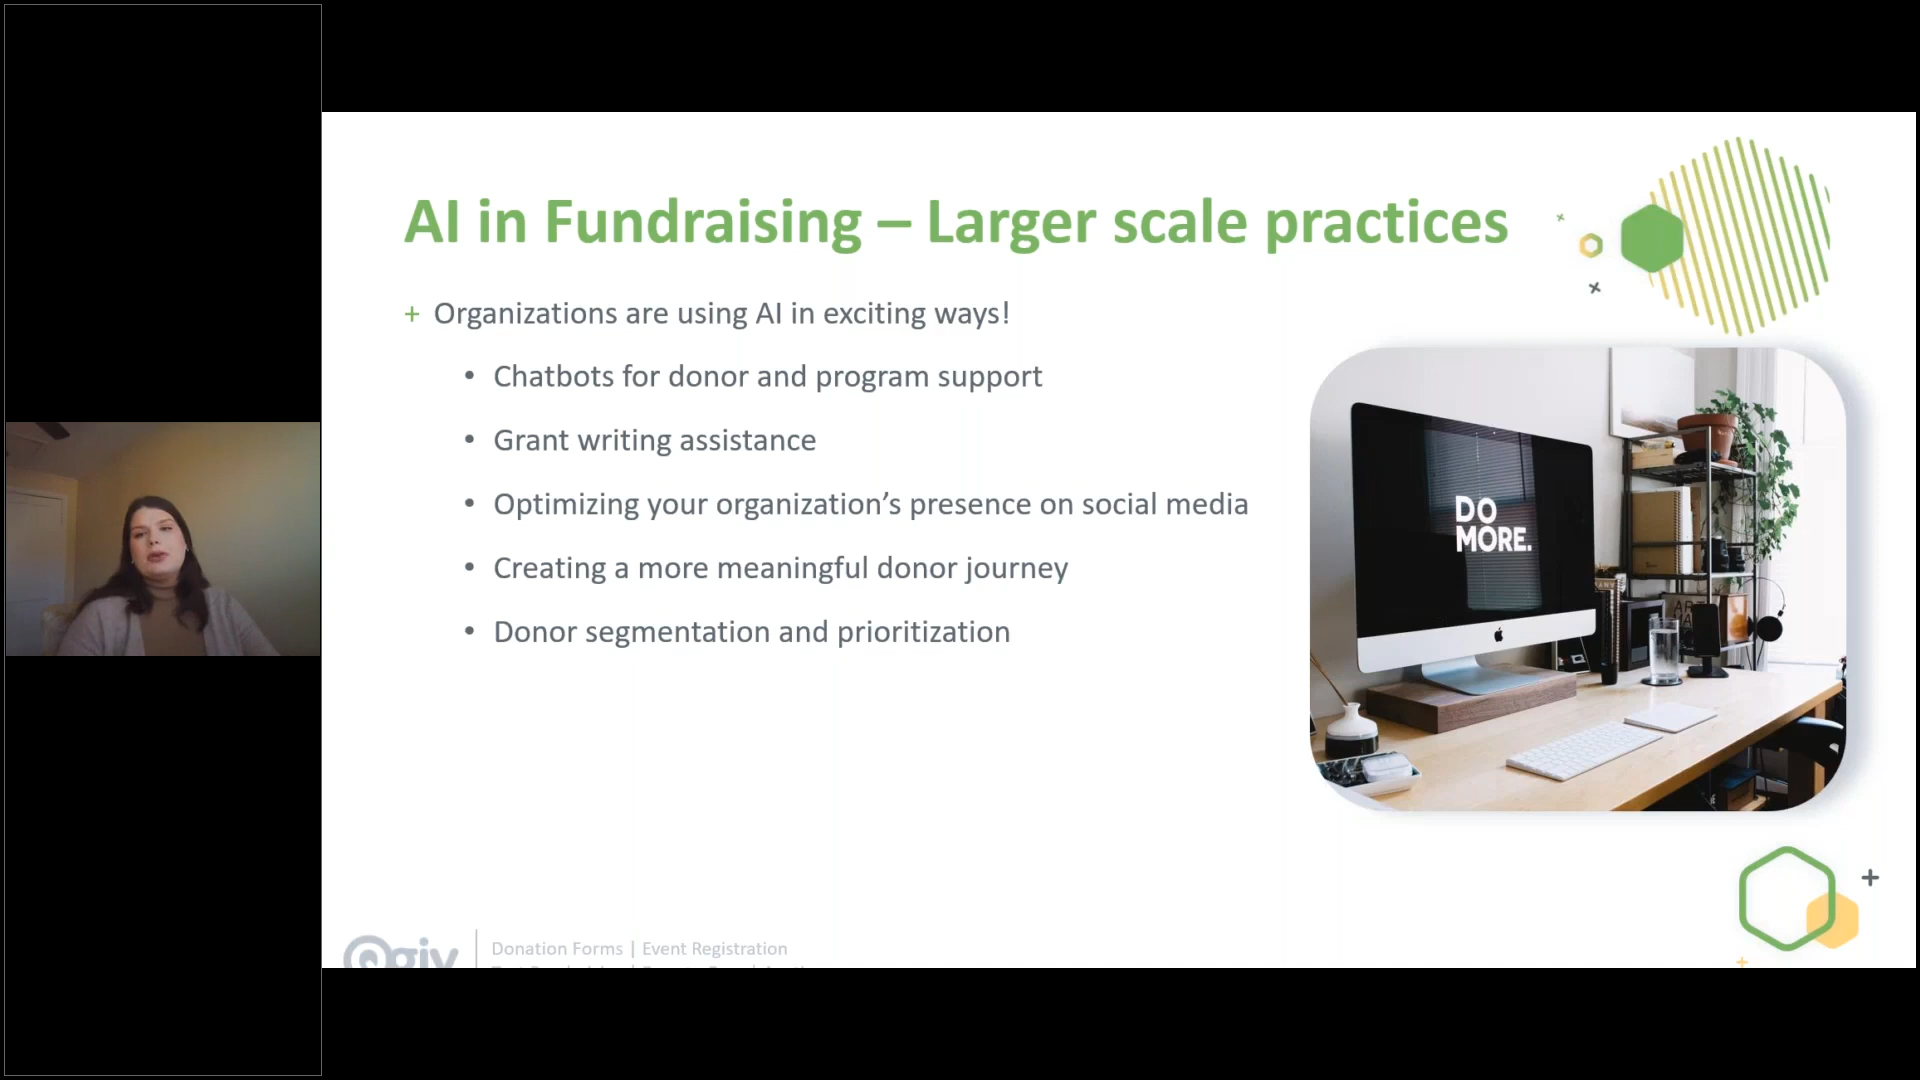 AI in Fundraising – Larger scale practices
+ Organizations are using AI in exciting ways!
• Chatbots for donor and program support
• Grant writing assistance
• Optimizing your organization’s presence on social media
• Creating a more meaningful donor journey
• Donor segmentation and prioritization
DO
MORE.
Qgiv
Donation Forms | Event Registration